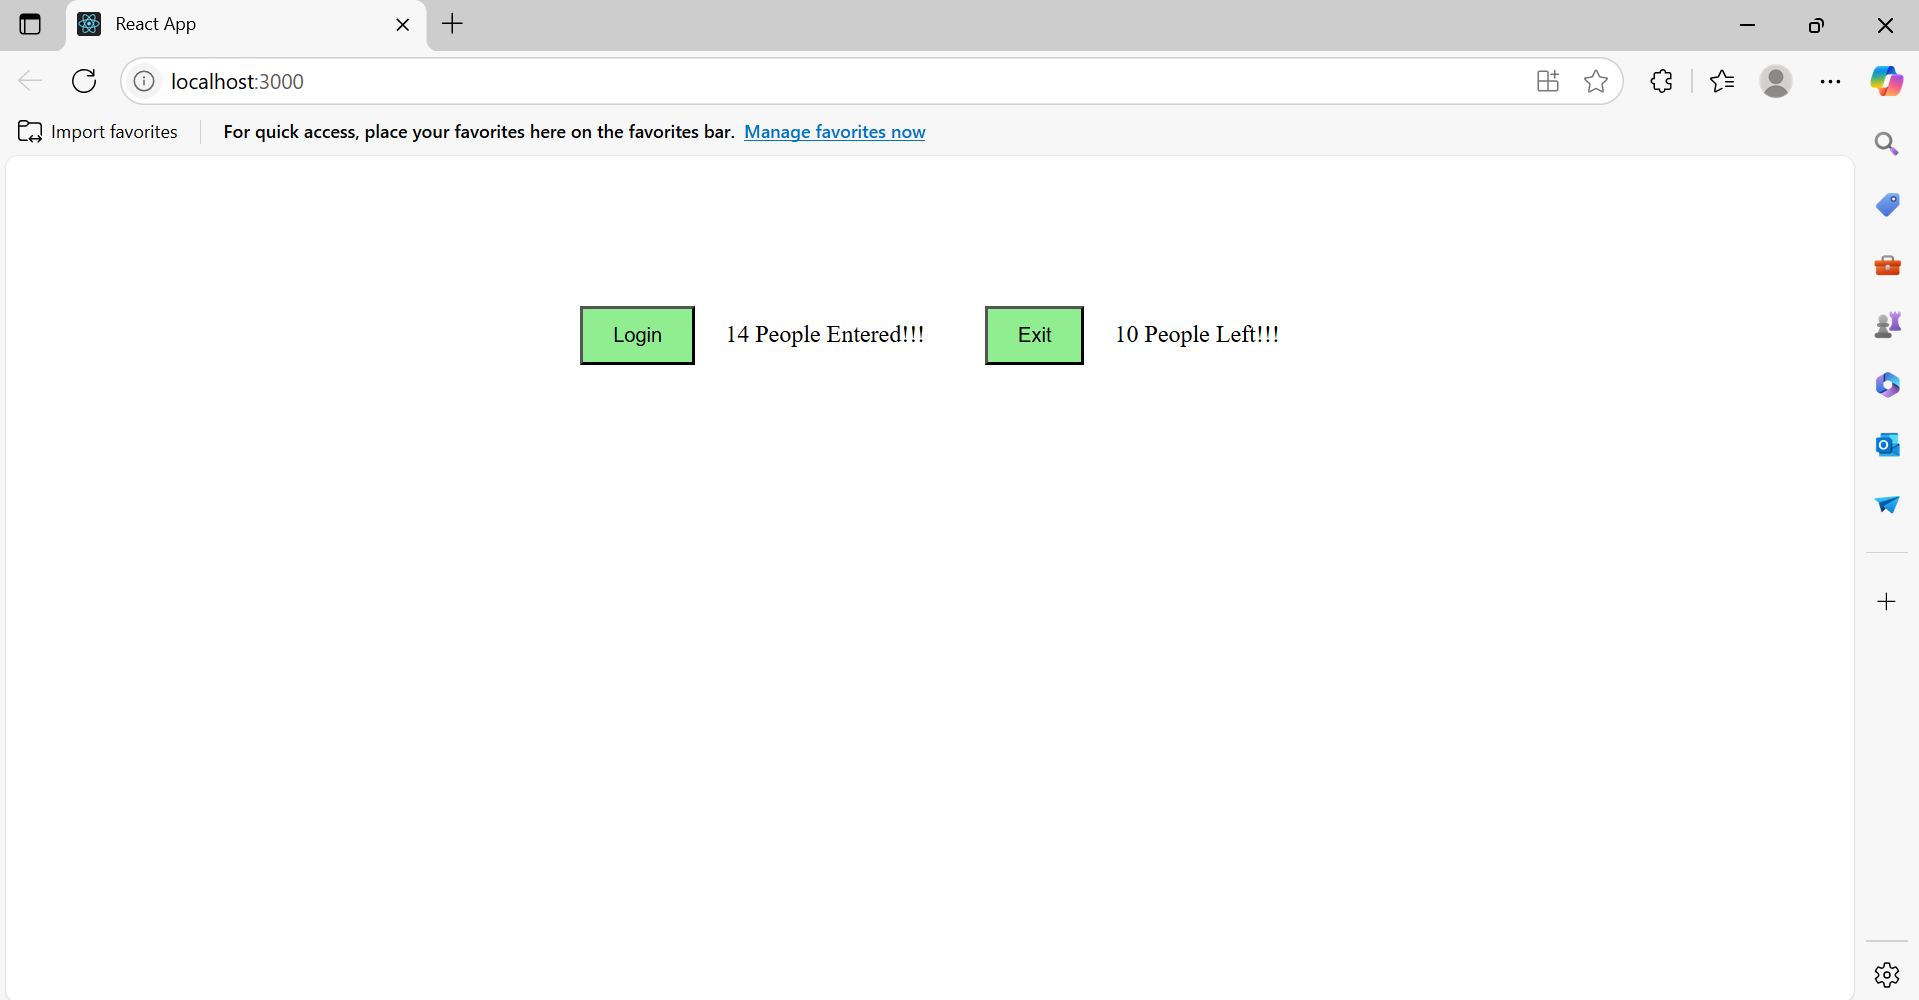 React App
localhost:3000
Import favorites For quick access, place your favorites here on the favorites bar. Manage favorites now
Login 14 People Entered!!! Exit 10 People Left!!!